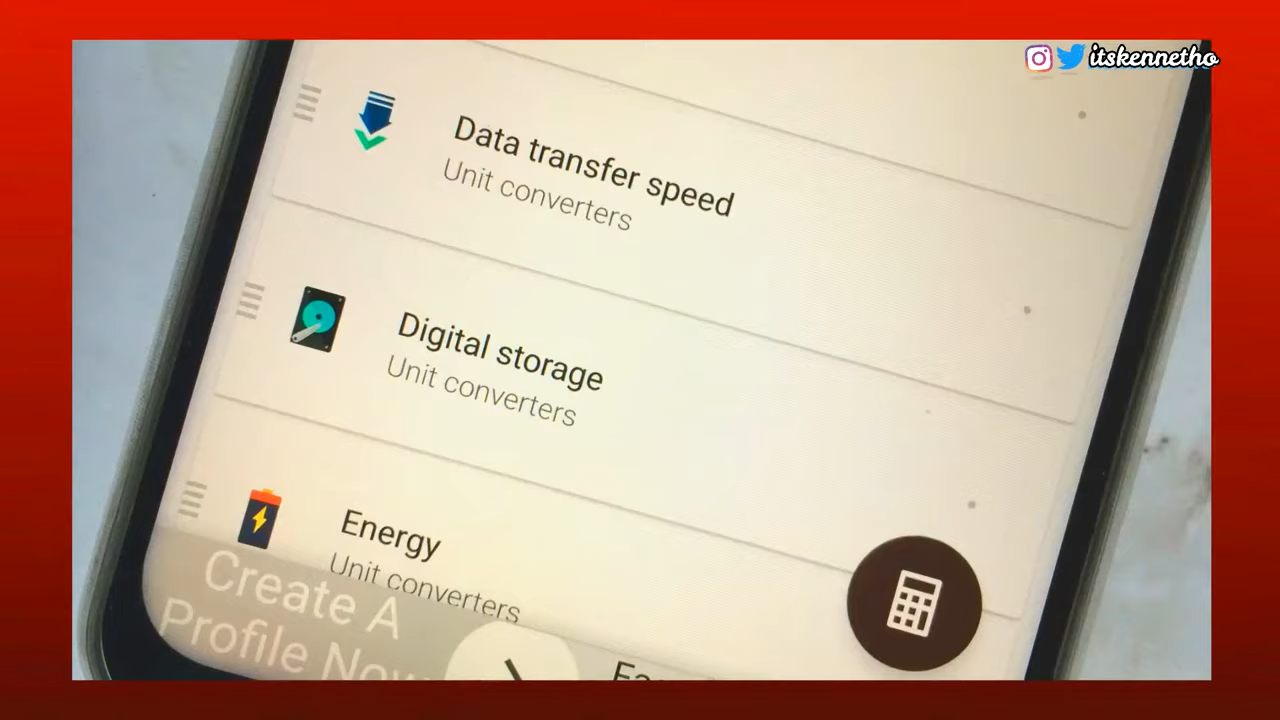 itskennetho
Data transfer speed
Unit converters
Digital storage
Unit converters
Energy
Unit converters
Create A
Profile Now